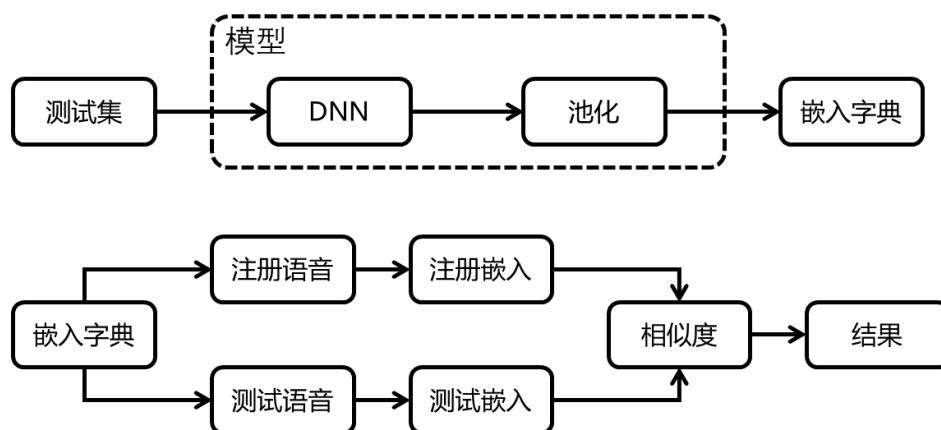 模型
测试集
DNN
池化
嵌入字典
注册语音
注册嵌入
嵌入字典
相似度
结果
测试语音
测试嵌入